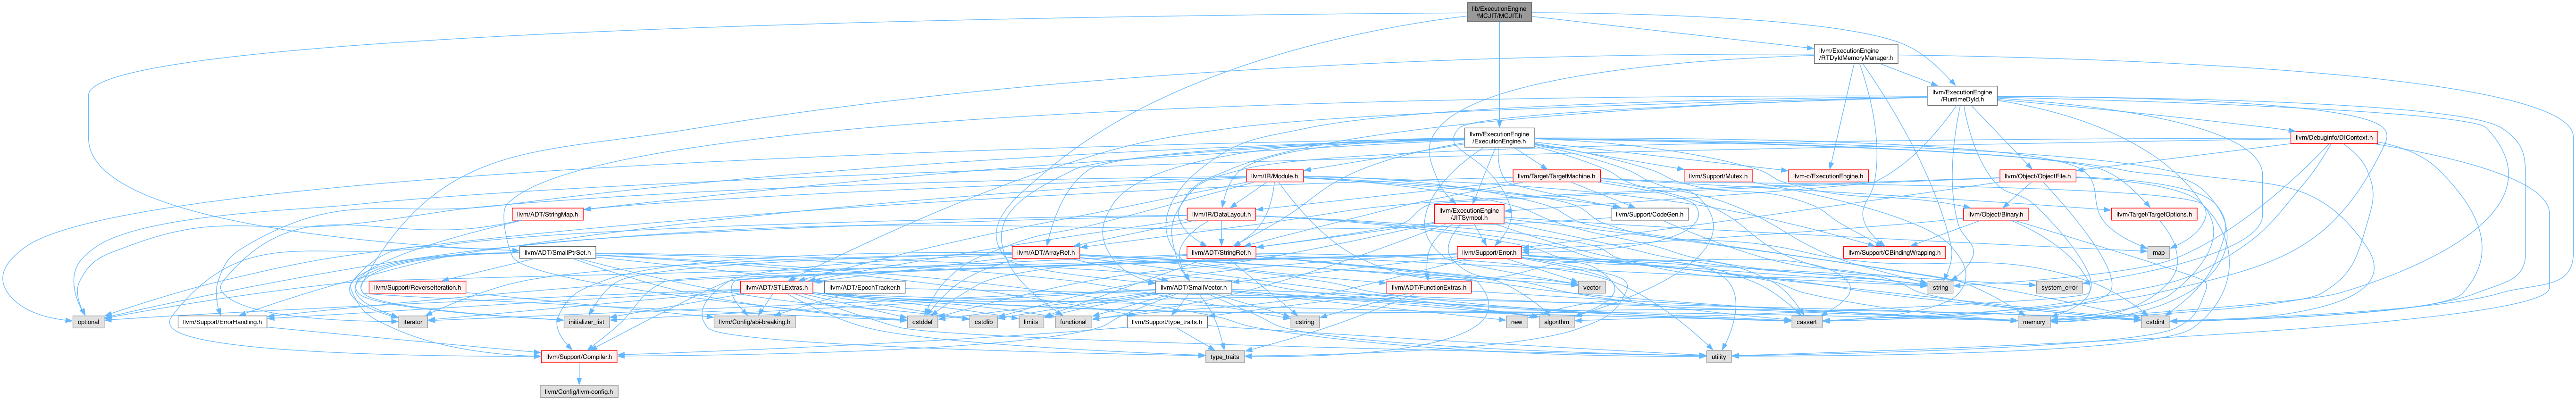 lib/ExecutionEngine
/MCJIT/MCJIT.h
llvm/ExecutionEngine
/RTDyldMemoryManager.h
llvm/ExecutionEngine
/RuntimeDyld.h
llvm/ExecutionEngine
/ExecutionEngine.h
llvm/DebugInfo/DIContext.h
llvm/IR/Module.h
llvm/Target/TargetMachine.h
llvm/Support/Mutex.h
llvm-c/ExecutionEngine.h
llvm/Object/ObjectFile.h
llvm/ADT/StringMap.h
llvm/IR/DataLayout.h
llvm/ExecutionEngine
/JITSymbol.h
llvm/Support/CodeGen.h
llvm/Object/Binary.h
llvm/Target/TargetOptions.h
llvm/ADT/SmallPtrSet.h
llvm/ADT/ArrayRef.h
llvm/ADT/StringRef.h
llvm/Support/Error.h
llvm/Support/CBindingWrapping.h
map
llvm/Support/ReverseIteration.h
llvm/ADT/STLExtras.h
llvm/ADT/EpochTracker.h
llvm/ADT/SmallVector.h
llvm/ADT/FunctionExtras.h
vector
string
system_error
optional
llvm/Support/ErrorHandling.h
iterator
initializer_list
llvm/Config/abi-breaking.h
cstddef
cstdlib
limits
functional
llvm/Support/type_traits.h
cstring
new
algorithm
cassert
memory
cstdint
llvm/Support/Compiler.h
type_traits
utility
llvm/Config/llvm-config.h